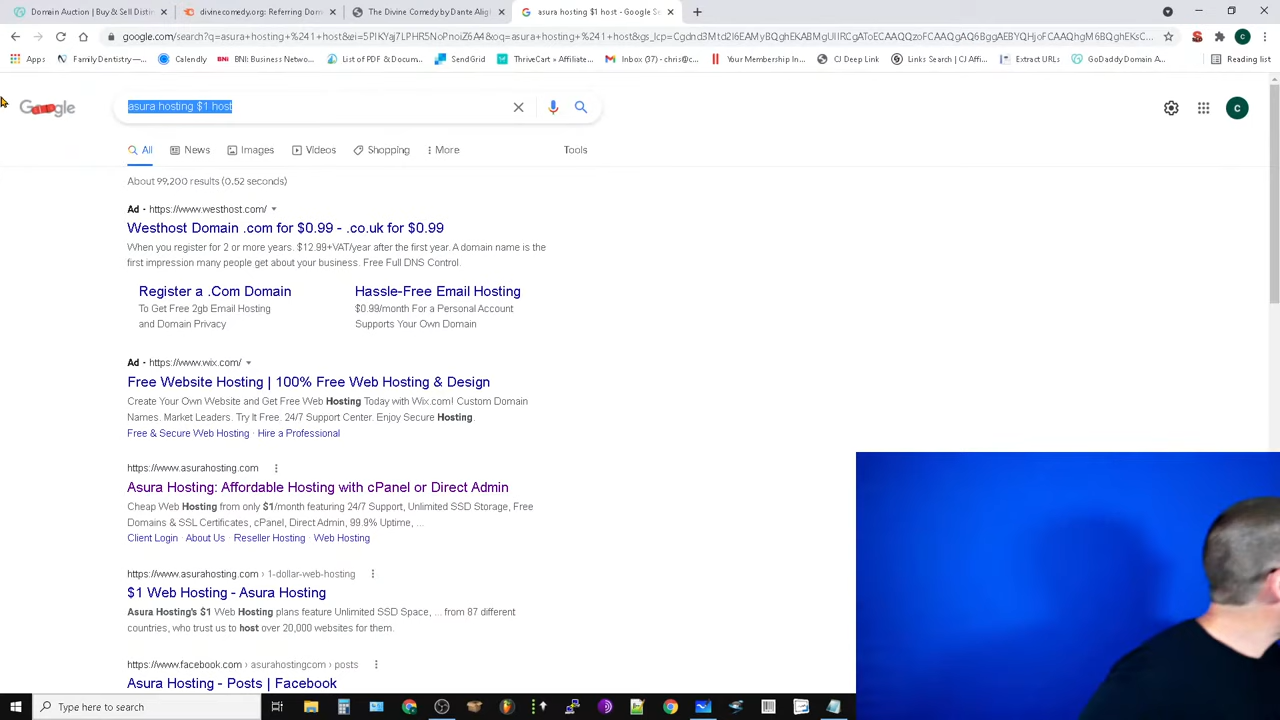 Domain Auction | Buy & Sell Distin
divinecomedy.org: Referring Dom
The Divine Comedy by Dante Aligh
asura hosting $1 host - Google Se
Apps
Family Dentistry —...
Calendly
BNI: Business Netwo...
List of PDF & Docum...
SendGrid
ThriveCart » Affiliate...
Inbox (37) - chris@c...
Your Membership In...
CJ Deep Link
Links Search | CJ Affi...
Extract URLs
GoDaddy Domain A...
Reading list
Google
asura hosting $1 host
C
All
News
Images
Videos
Shopping
More
Tools
About 99,200 results (0.52 seconds)
Ad · https://www.westhost.com/
Westhost Domain .com for $0.99 - .co.uk for $0.99
When you register for 2 or more years. $12.99+VAT/year after the first year. A domain name is the
first impression many people get about your business. Free Full DNS Control.
Register a .Com Domain
Hassle-Free Email Hosting
To Get Free 2gb Email Hosting
and Domain Privacy
$0.99/month For a Personal Account
Supports Your Own Domain
Ad · https://www.wix.com/
Free Website Hosting | 100% Free Web Hosting & Design
Create Your Own Website and Get Free Web Hosting Today with Wix.com! Custom Domain
Names. Market Leaders. Try It Free. 24/7 Support Center. Enjoy Secure Hosting.
Free & Secure Web Hosting · Hire a Professional
https://www.asurahosting.com
Asura Hosting: Affordable Hosting with cPanel or Direct Admin
Cheap Web Hosting from only $1/month featuring 24/7 Support, Unlimited SSD Storage, Free
Domains & SSL Certificates, cPanel, Direct Admin, 99.9% Uptime, ...
Client Login · About Us · Reseller Hosting · Web Hosting
https://www.asurahosting.com › 1-dollar-web-hosting
$1 Web Hosting - Asura Hosting
Asura Hosting's $1 Web Hosting plans feature Unlimited SSD Space, ... from 87 different
countries, who trust us to host over 20,000 websites for them.
https://www.facebook.com › asurahostingcom › posts
Asura Hosting - Posts | Facebook
Type here to search